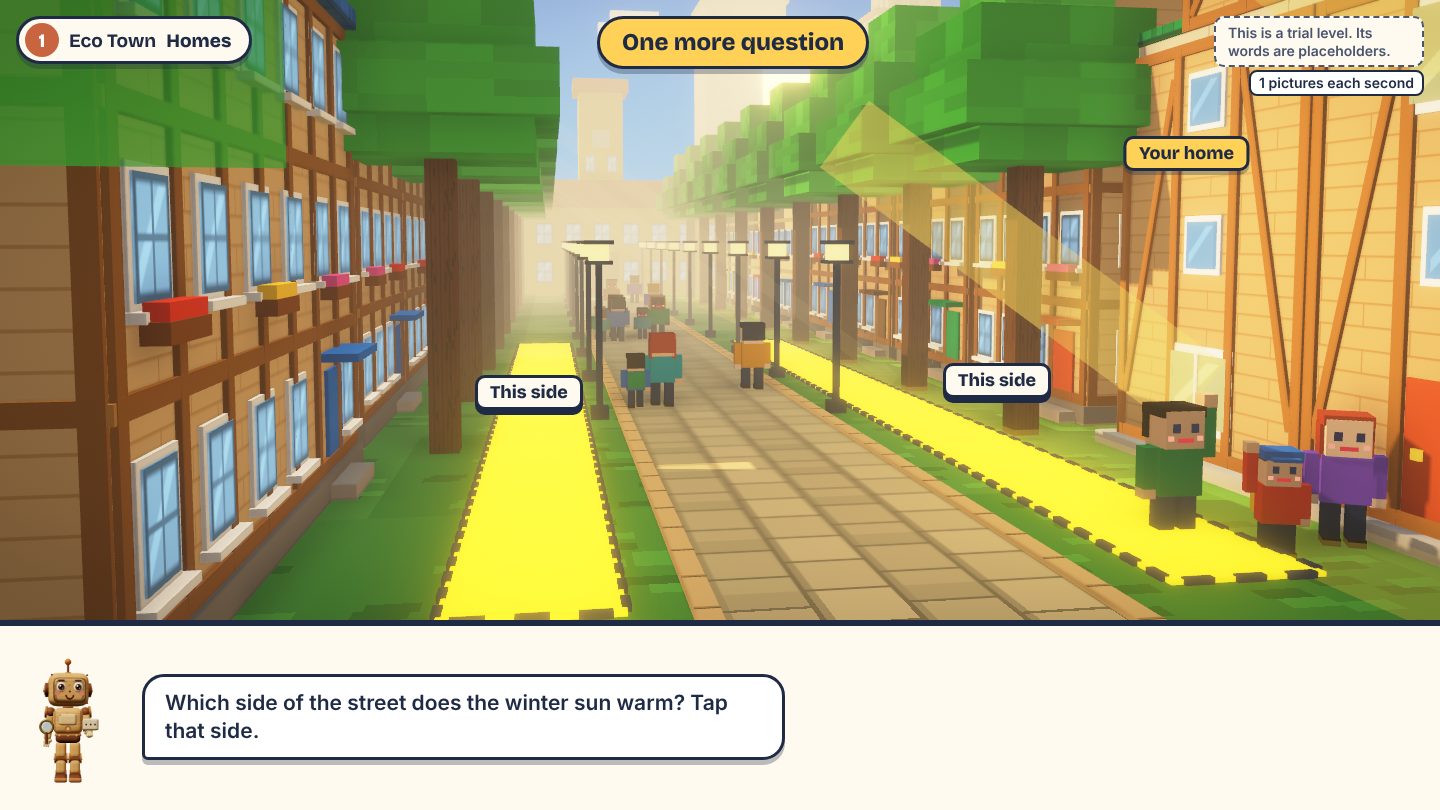 1 Eco Town Homes
One more question
This is a trial level. Its
words are placeholders.
1 pictures each second
Your home
This side
This side
Which side of the street does the winter sun warm? Tap
that side.